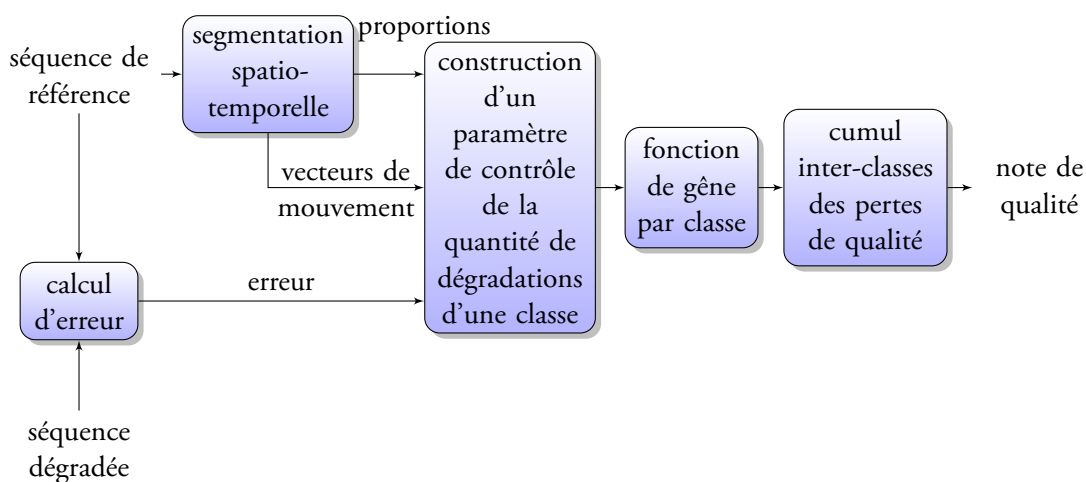 séquence de
référence
segmentation
spatio-
temporelle
proportions
vecteurs de
mouvement
calcul
d'erreur
erreur
séquence
dégradée
construction
d'un
paramètre
de contrôle
de la
quantité de
dégradations
d'une classe
fonction
de gêne
par classe
cumul
inter-classes
des pertes
de qualité
note de
qualité